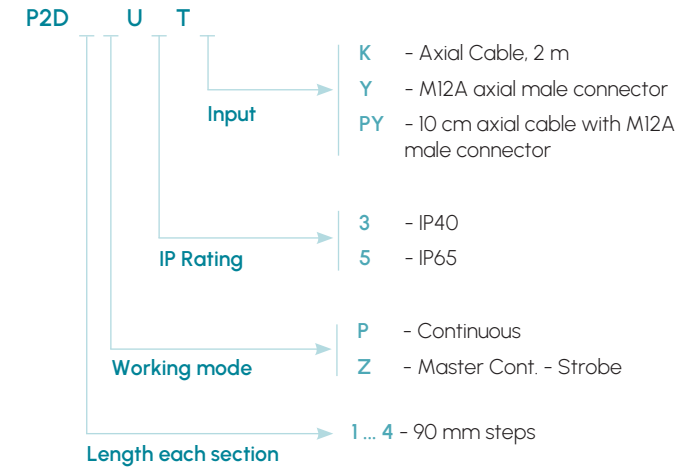 P2D U T
K - Axial Cable, 2 m
Y - M12A axial male connector
Input
PY - 10 cm axial cable with M12A
male connector
3 - IP40
IP Rating
5 - IP65
P - Continuous
Working mode
Z - Master Cont. - Strobe
1 ... 4 - 90 mm steps
Length each section